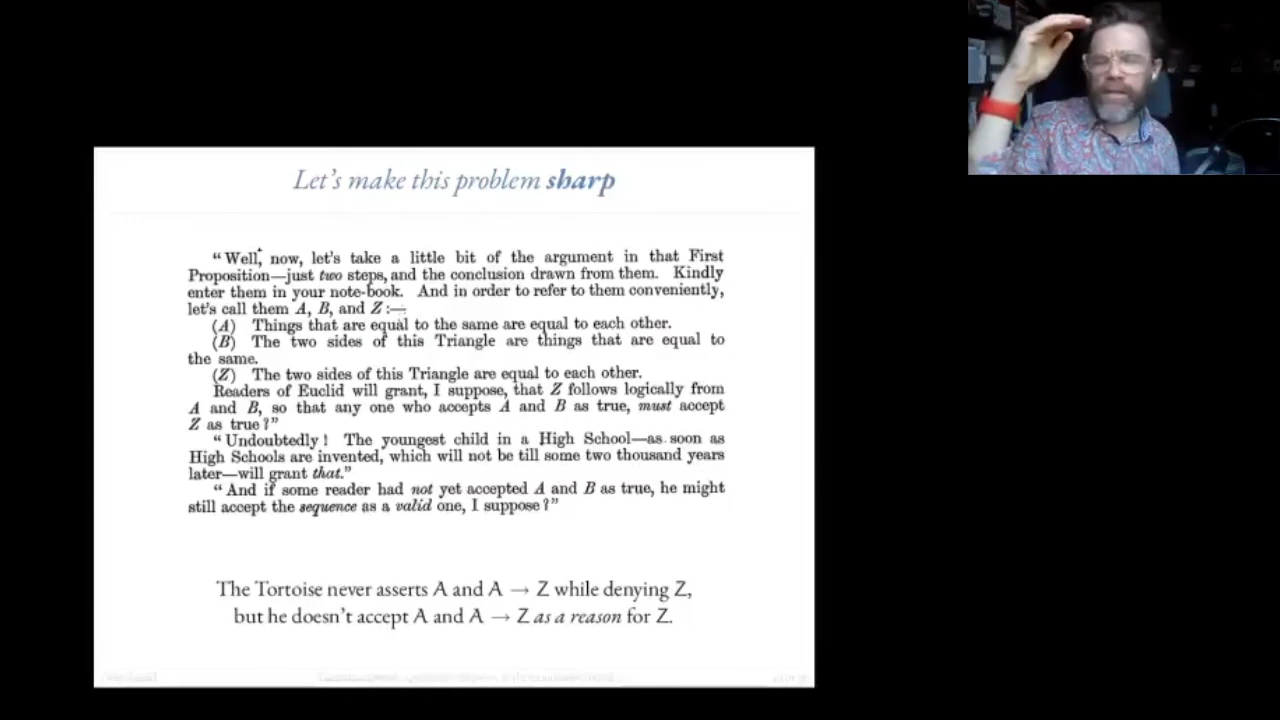 Let's make this problem sharp
“ Well, now, let's take a little bit of the argument in that First
Proposition—just two steps, and the conclusion drawn from them. Kindly
enter them in your note-book. And in order to refer to them conveniently,
let's call them A, B, and Z :—
(A) Things that are equal to the same are equal to each other.
(B) The two sides of this Triangle are things that are equal to
the same.
(Z) The two sides of this Triangle are equal to each other.
Readers of Euclid will grant, I suppose, that Z follows logically from
A and B, so that any one who accepts A and B as true, must accept
Z as true ?”
“ Undoubtedly ! The youngest child in a High School—as soon as
High Schools are invented, which will not be till some two thousand years
later—will grant that.”
“ And if some reader had not yet accepted A and B as true, he might
still accept the sequence as a valid one, I suppose ?”
The Tortoise never asserts A and A → Z while denying Z,
but he doesn't accept A and A → Z as a reason for Z.